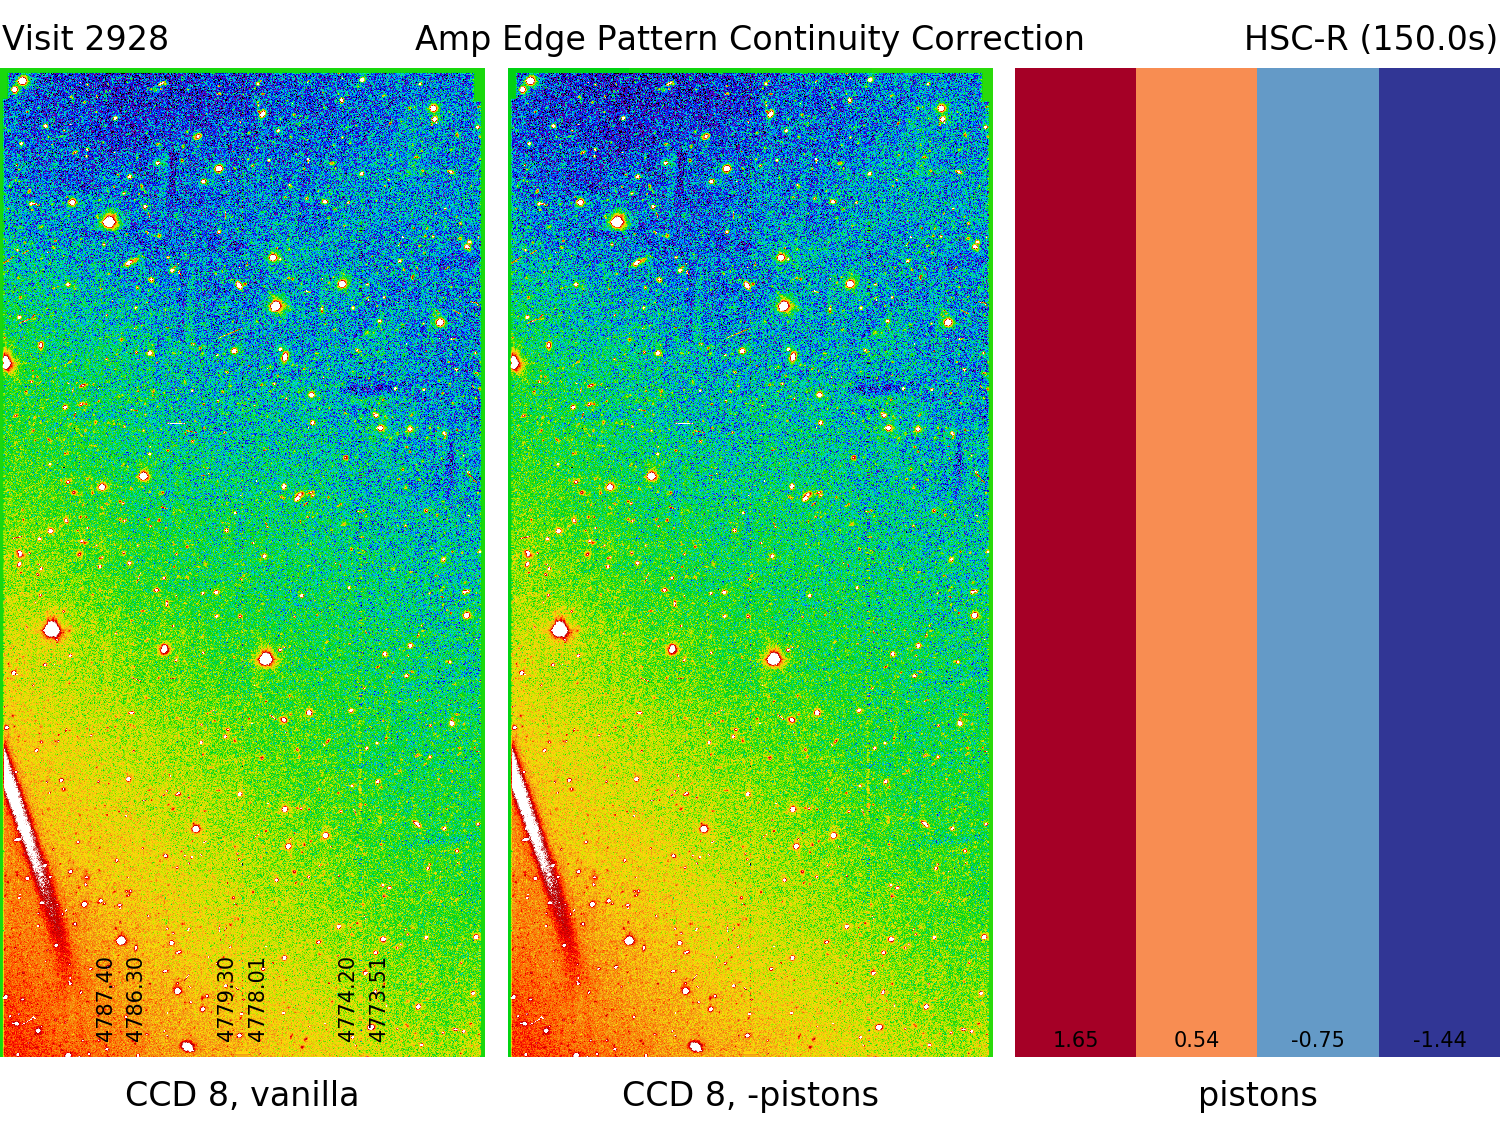 Visit 2928 Amp Edge Pattern Continuity Correction HSC-R (150.0s)
4787.40
4786.30
4779.30
4778.01
4774.20
4773.51
1.65 0.54 -0.75 -1.44
CCD 8, vanilla CCD 8, -pistons pistons